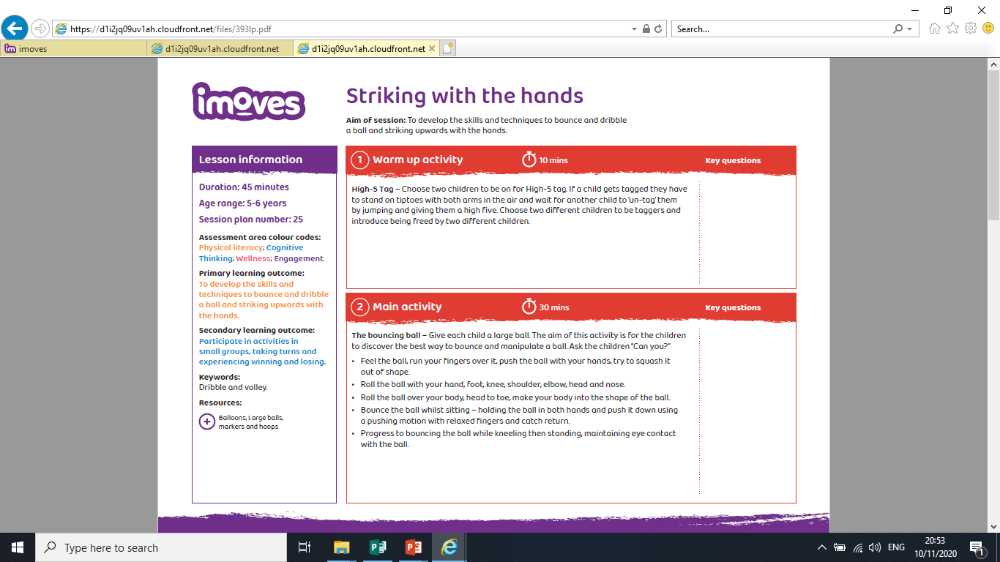 https://d1i2jq09uv1ah.cloudfront.net/files/393lp.pdf
Search...
imoves
d1i2jq09uv1ah.cloudfront.net
d1i2jq09uv1ah.cloudfront.net
imoves
Striking with the hands
Aim of session: To develop the skills and techniques to bounce and dribble
a ball and striking upwards with the hands.
Lesson information
Duration: 45 minutes
Age range: 5-6 years
Session plan number: 25
Assessment area colour codes:
Physical literacy; Cognitive
Thinking; Wellness; Engagement.
Primary learning outcome:
To develop the skills and
techniques to bounce and dribble
a ball and striking upwards with
the hands.
Secondary learning outcome:
Participate in activities in
small groups, taking turns and
experiencing winning and losing.
Keywords:
Dribble and volley.
Resources:
Balloons, Large balls,
markers and hoops
1 Warm up activity 10 mins Key questions
High-5 Tag – Choose two children to be on for High-5 tag. If a child gets tagged they have
to stand on tiptoes with both arms in the air and wait for another child to 'un-tag' them
by jumping and giving them a high five. Choose two different children to be taggers and
introduce being freed by two different children.
2 Main activity 30 mins Key questions
The bouncing ball – Give each child a large ball. The aim of this activity is for the children
to discover the best way to bounce and manipulate a ball. Ask the children "Can you?"
• Feel the ball, run your fingers over it, push the ball with your hands, try to squash it
out of shape.
• Roll the ball with your hand, foot, knee, shoulder, elbow, head and nose.
• Roll the ball over your body, head to toe, make your body into the shape of the ball.
• Bounce the ball whilst sitting – holding the ball in both hands and push it down using
a pushing motion with relaxed fingers and catch return.
• Progress to bouncing the ball while kneeling then standing, maintaining eye contact
with the ball.
Type here to search
ENG
20:53
10/11/2020
1